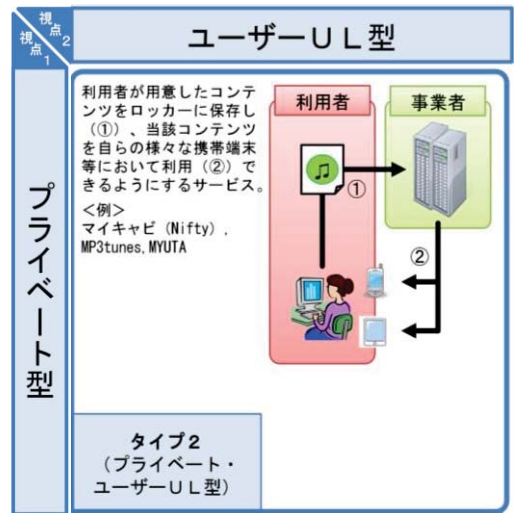 視点2
視点1
ユーザーＵＬ型
プライベート型
利用者が用意したコンテ
ンツをロッカーに保存し
（①）、当該コンテンツ
を自らの様々な携帯端末
等において利用（②）で
きるようにするサービス。
＜例＞
マイキャビ（Nifty）,
MP3tunes,MYUTA
利用者
事業者
①
②
タイプ２
（プライベート・
ユーザーＵＬ型）